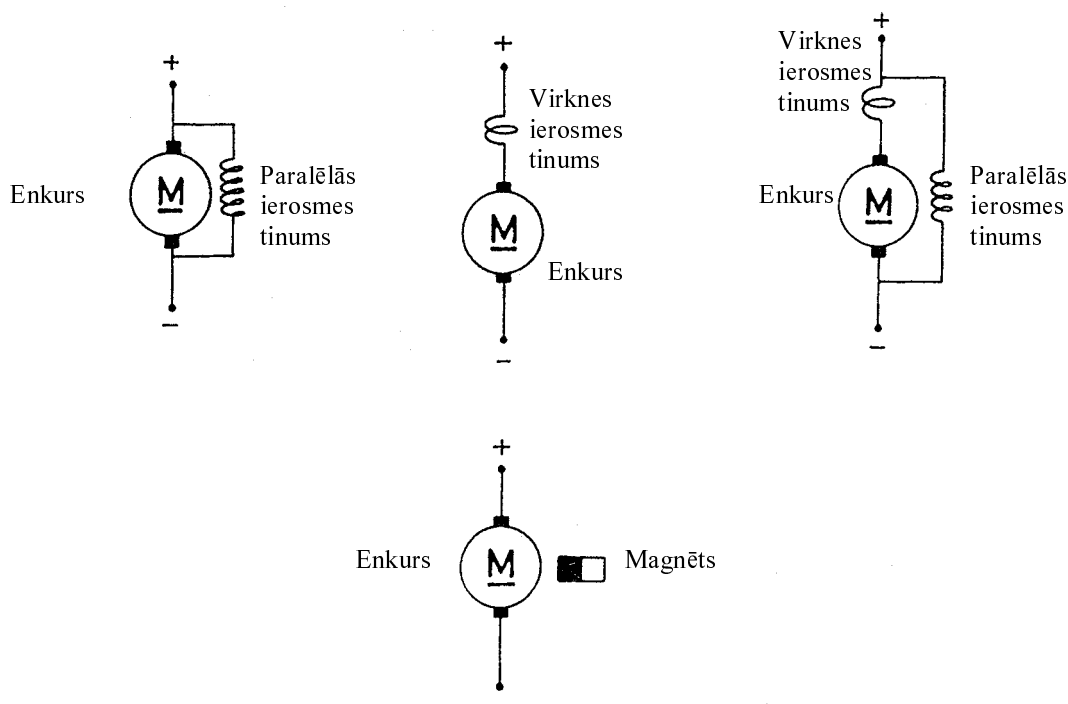 +
Enkurs
M
Paralēlās
ierosmes
tinums
–
+
Virknes
ierosmes
tinums
M
Enkurs
–
+
Virknes
ierosmes
tinums
Enkurs
M
Paralēlās
ierosmes
tinums
–
+
Enkurs
M
Magnēts